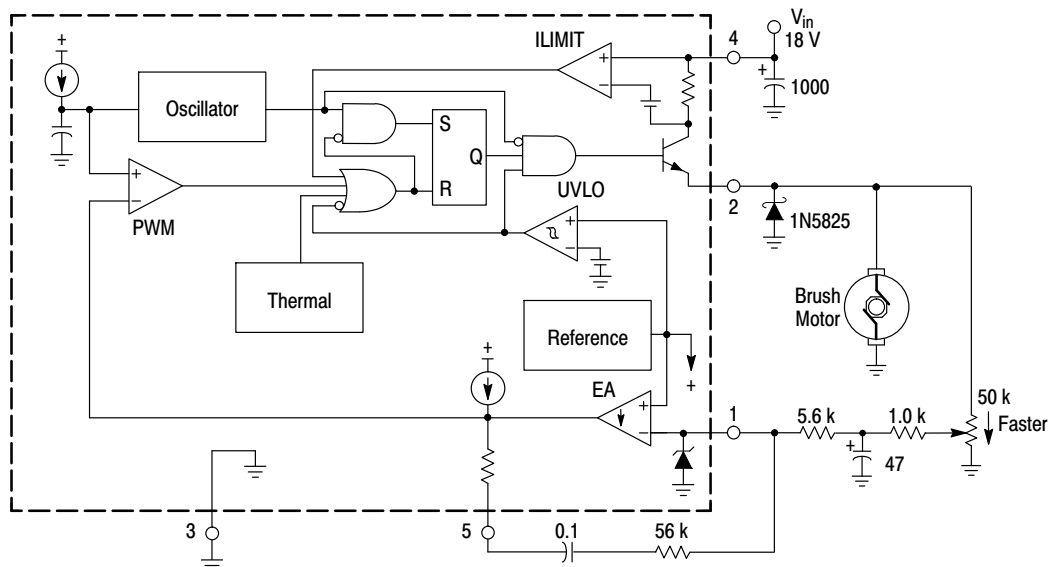 +
Oscillator
ILIMIT
+
−
4
Vin
18 V
+
1000
S
Q
R
UVLO
+
−
PWM
+
−
2
1N5825
Thermal
Brush
Motor
Reference
+
+
EA
+
−
1
5.6 k
1.0 k
50 k
Faster
+
47
3
5
0.1
56 k